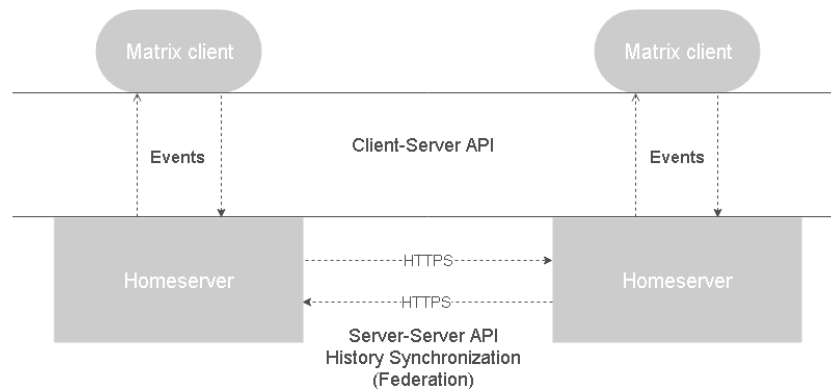 Matrix client
Matrix client
Client-Server API
Events
Events
Homeserver
HTTPS
Homeserver
HTTPS
Server-Server API
History Synchronization
(Federation)